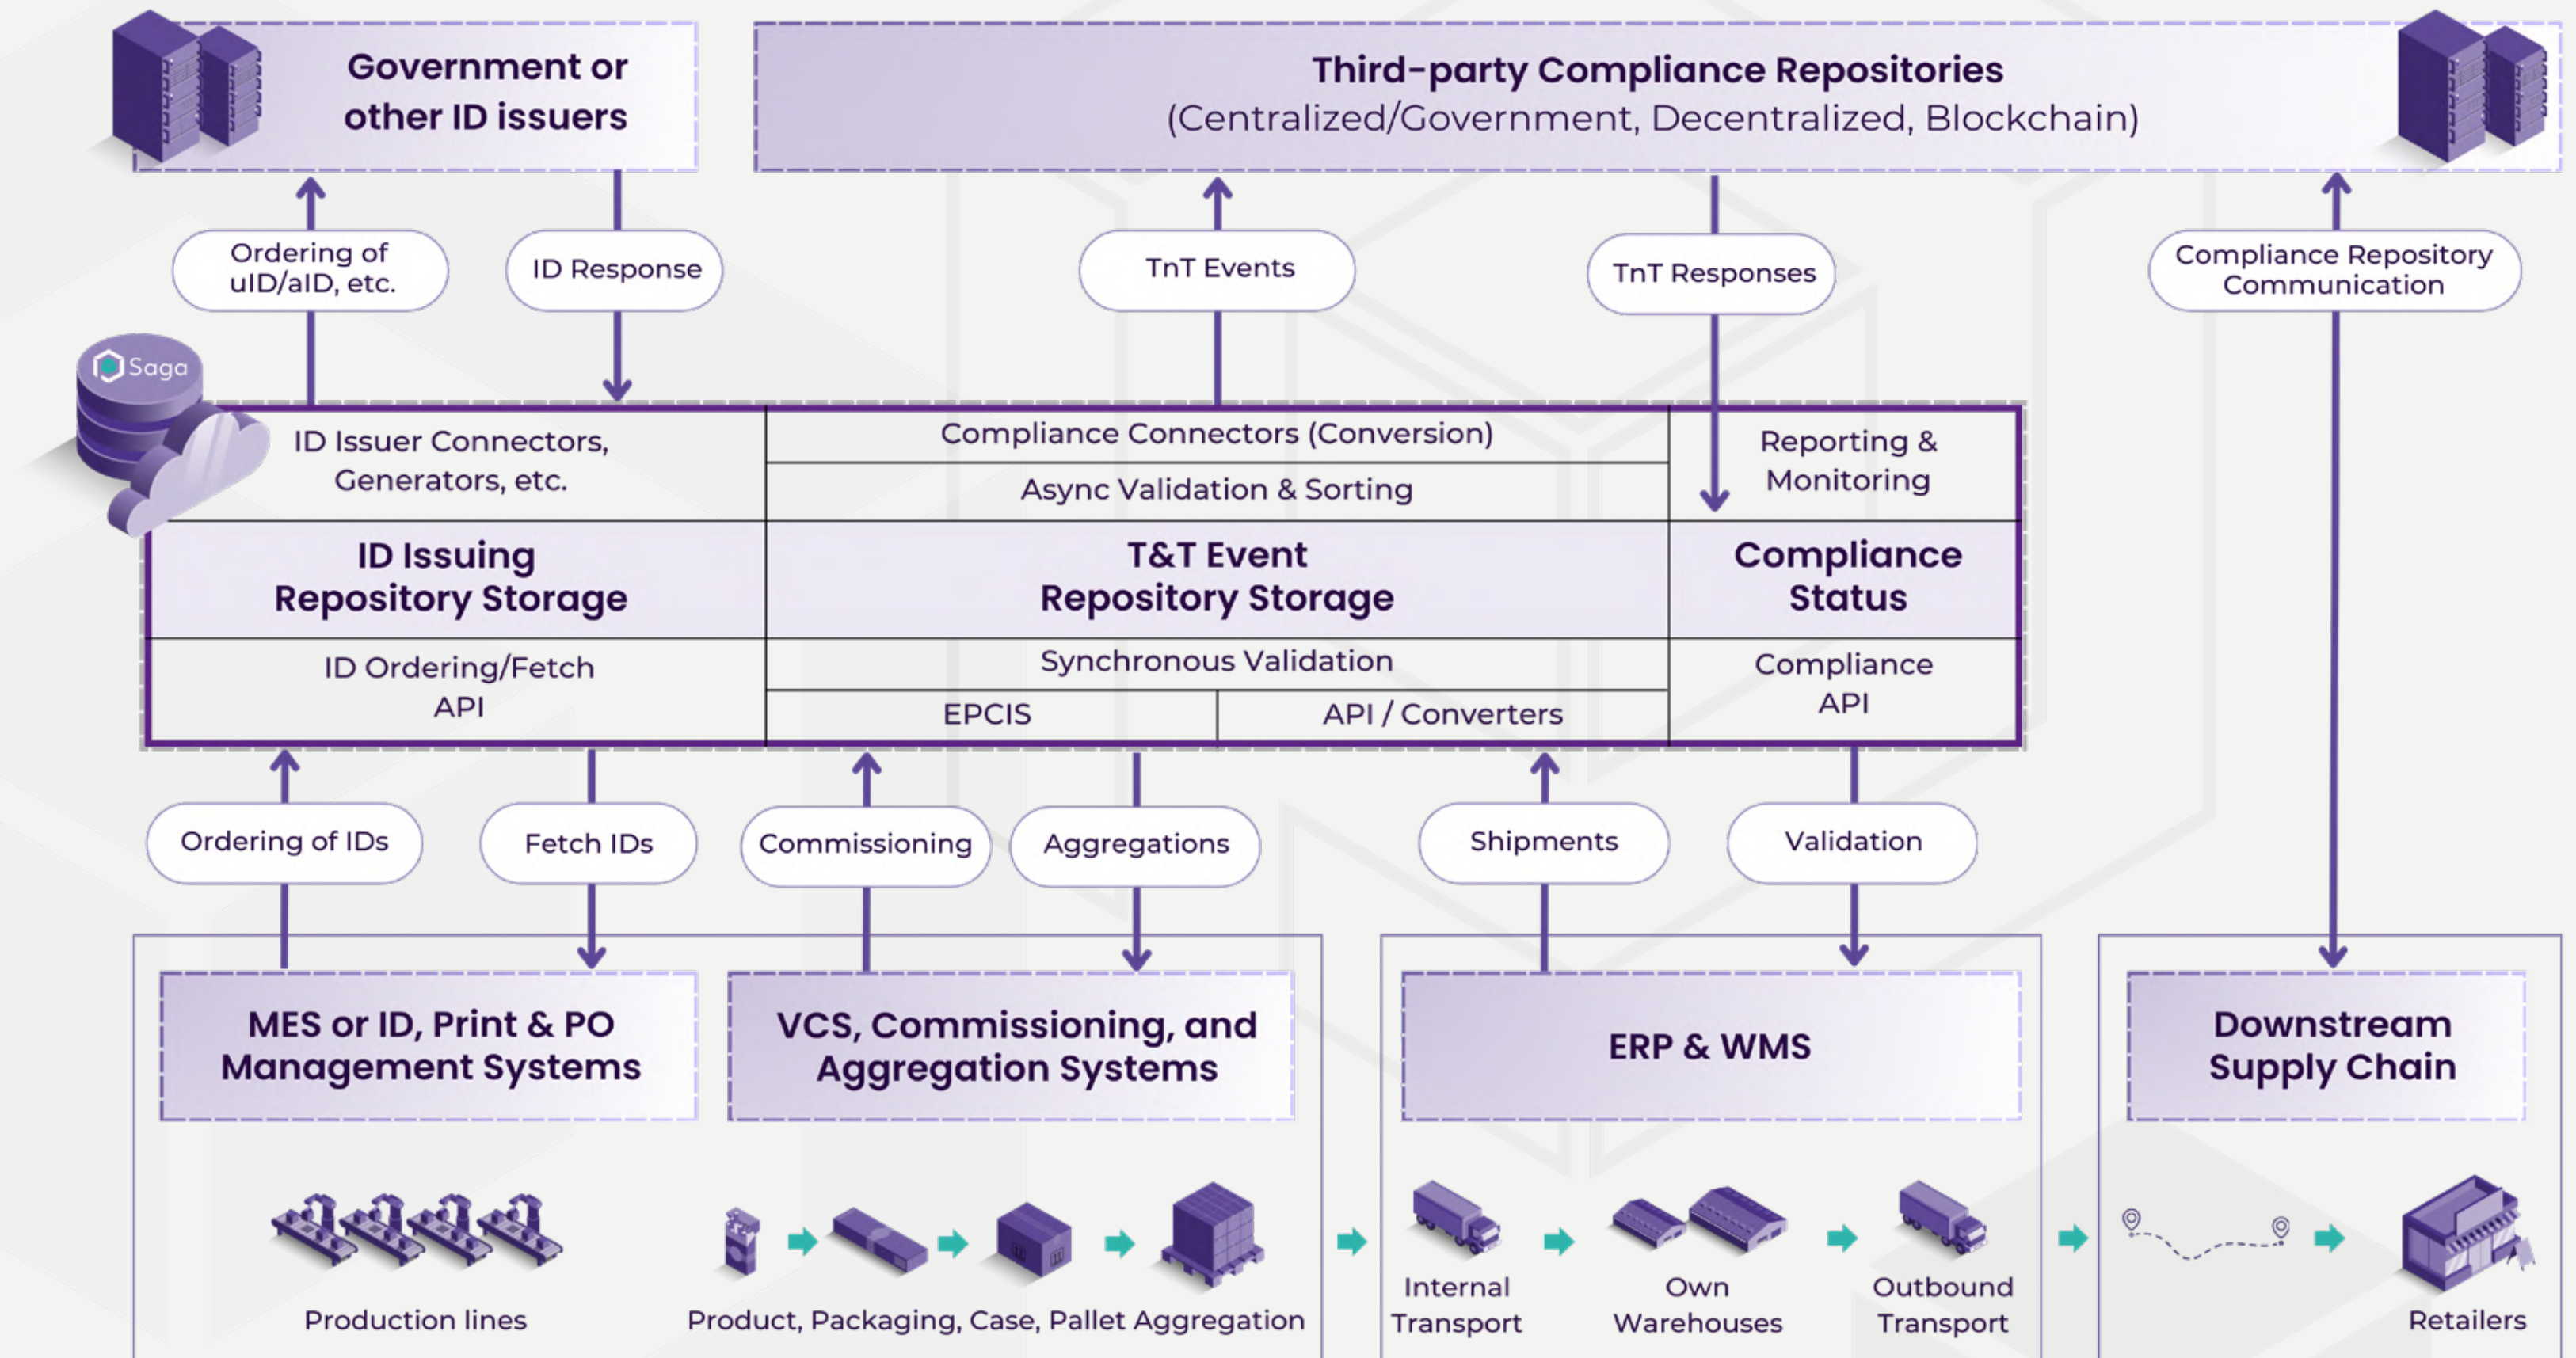 Government or
other ID issuers
Third-party Compliance Repositories
(Centralized/Government, Decentralized, Blockchain)
Ordering of
uID/aID, etc.
ID Response
TnT Events
TnT Responses
Compliance Repository
Communication
Saga
ID Issuer Connectors,
Generators, etc.
Compliance Connectors (Conversion)
Async Validation & Sorting
Reporting &
Monitoring
ID Issuing
Repository Storage
T&T Event
Repository Storage
Compliance
Status
ID Ordering/Fetch
API
Synchronous Validation
EPCIS
API / Converters
Compliance
API
Ordering of IDs
Fetch IDs
Commissioning
Aggregations
Shipments
Validation
MES or ID, Print & PO
Management Systems
VCS, Commissioning, and
Aggregation Systems
ERP & WMS
Downstream
Supply Chain
Production lines
Product, Packaging, Case, Pallet Aggregation
Internal
Transport
Own
Warehouses
Outbound
Transport
Retailers